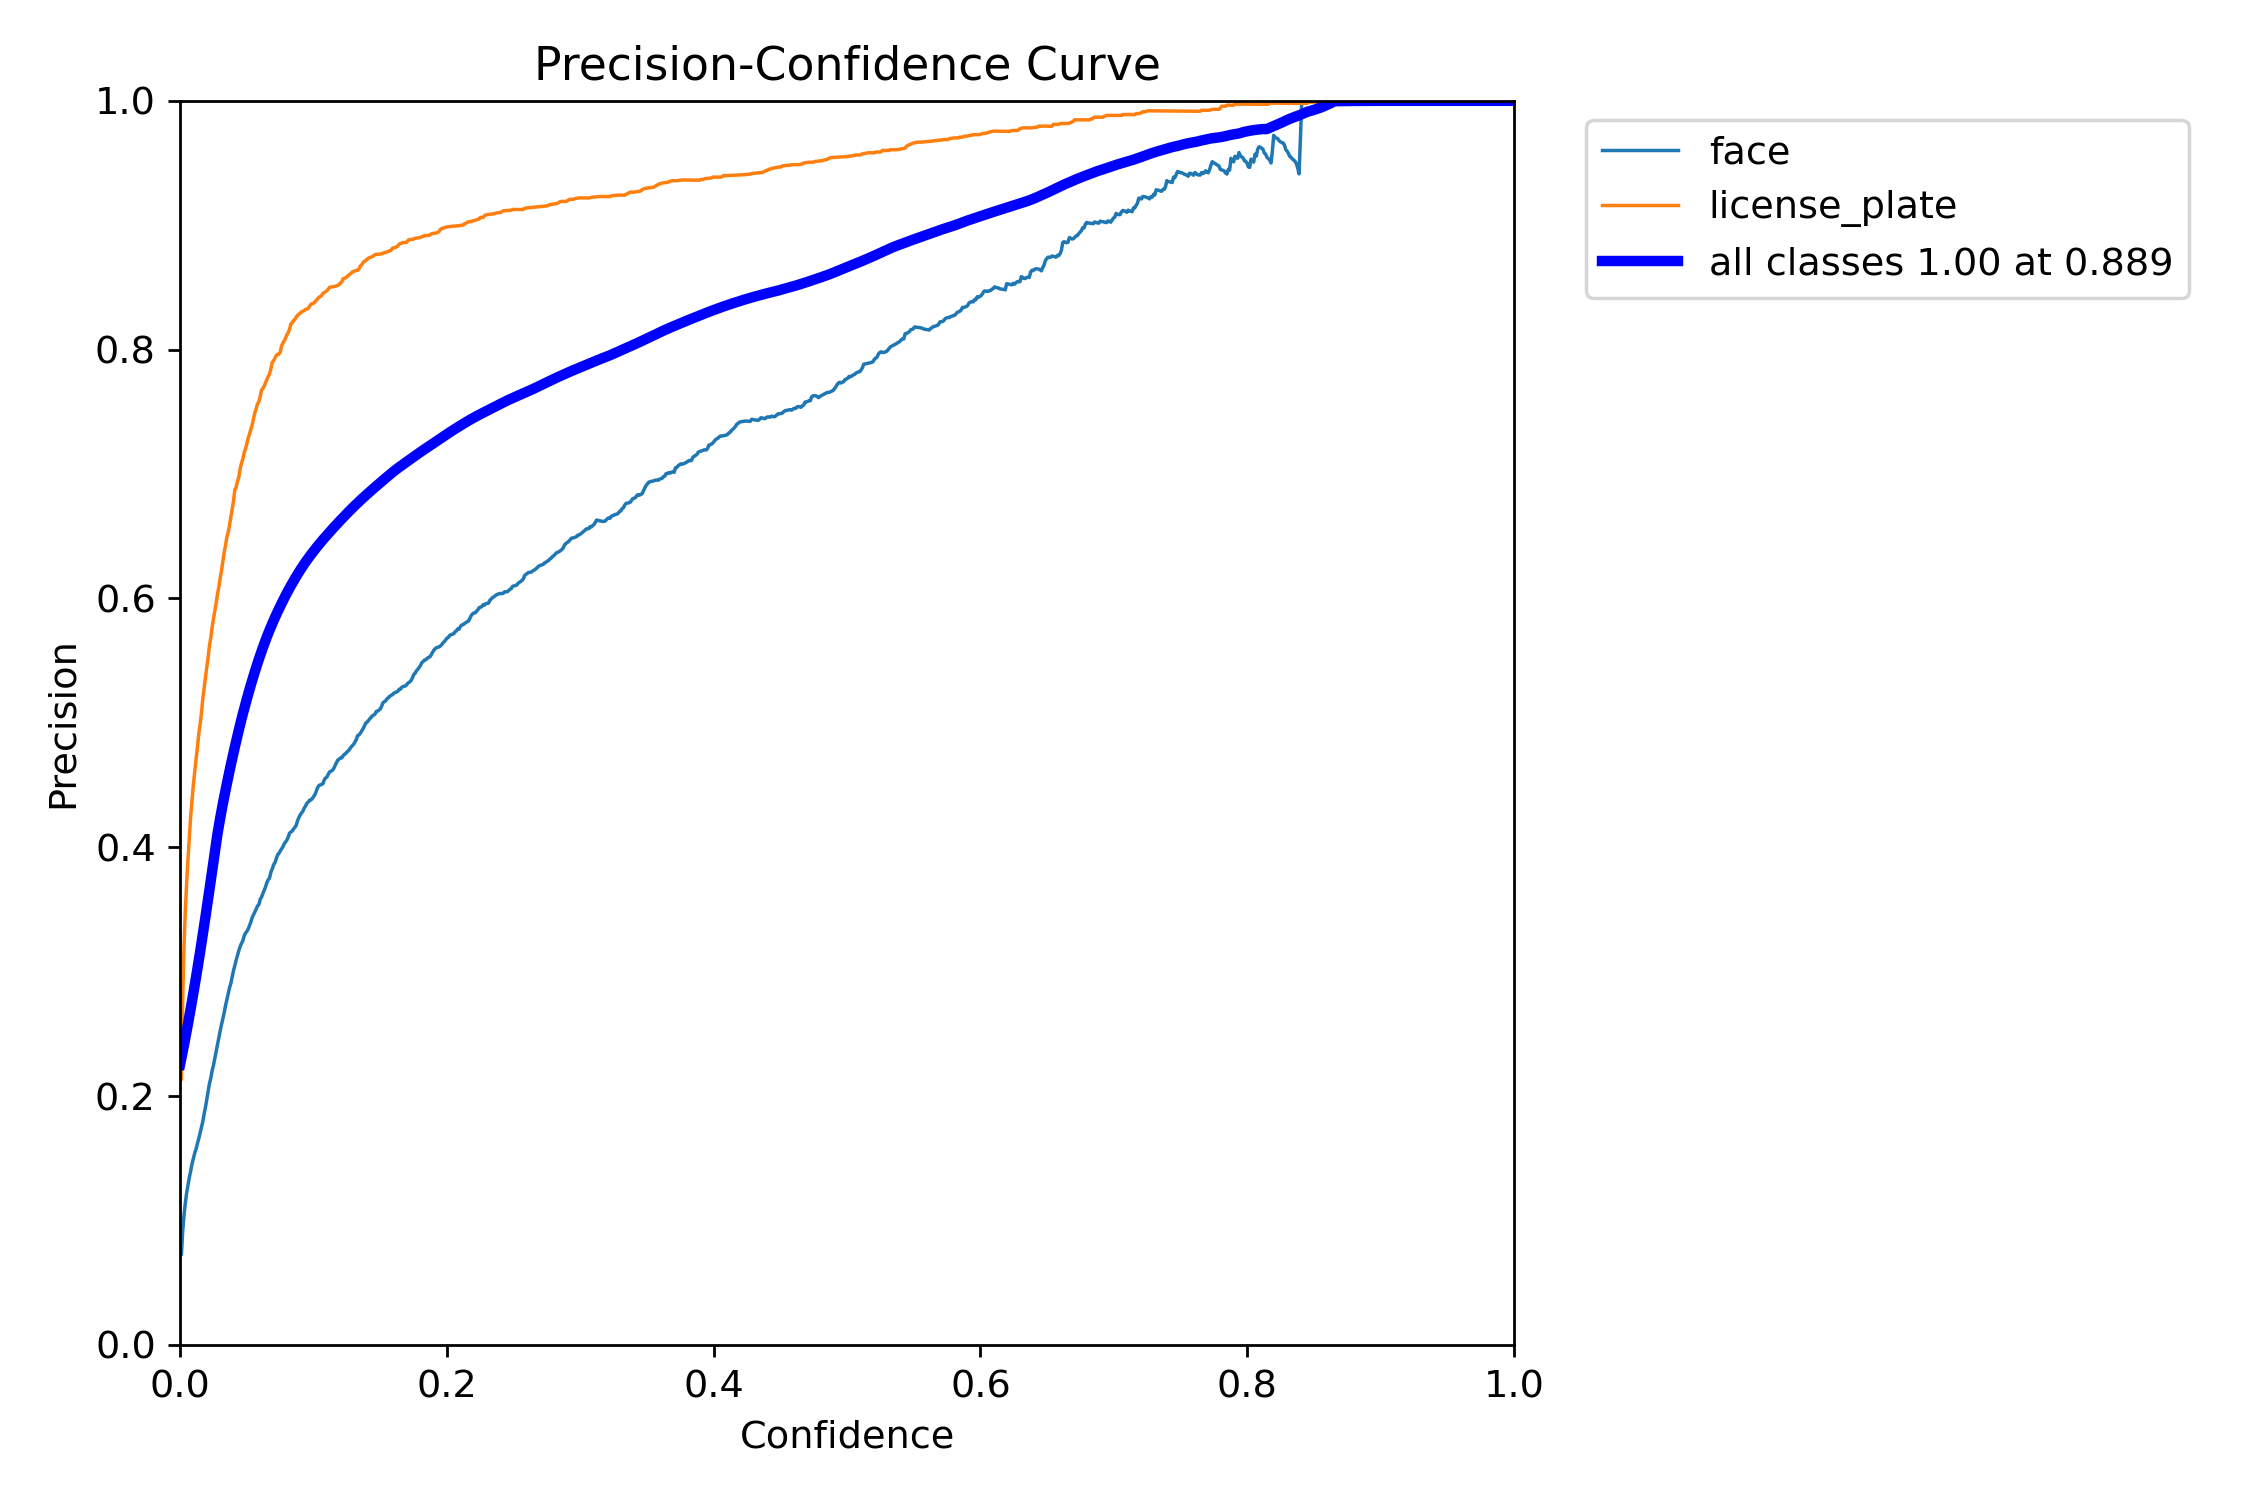 Precision-Confidence Curve
1.0
0.8
0.6
0.4
0.2
0.0
Precision
0.0 0.2 0.4 0.6 0.8 1.0
Confidence
face
license_plate
all classes 1.00 at 0.889